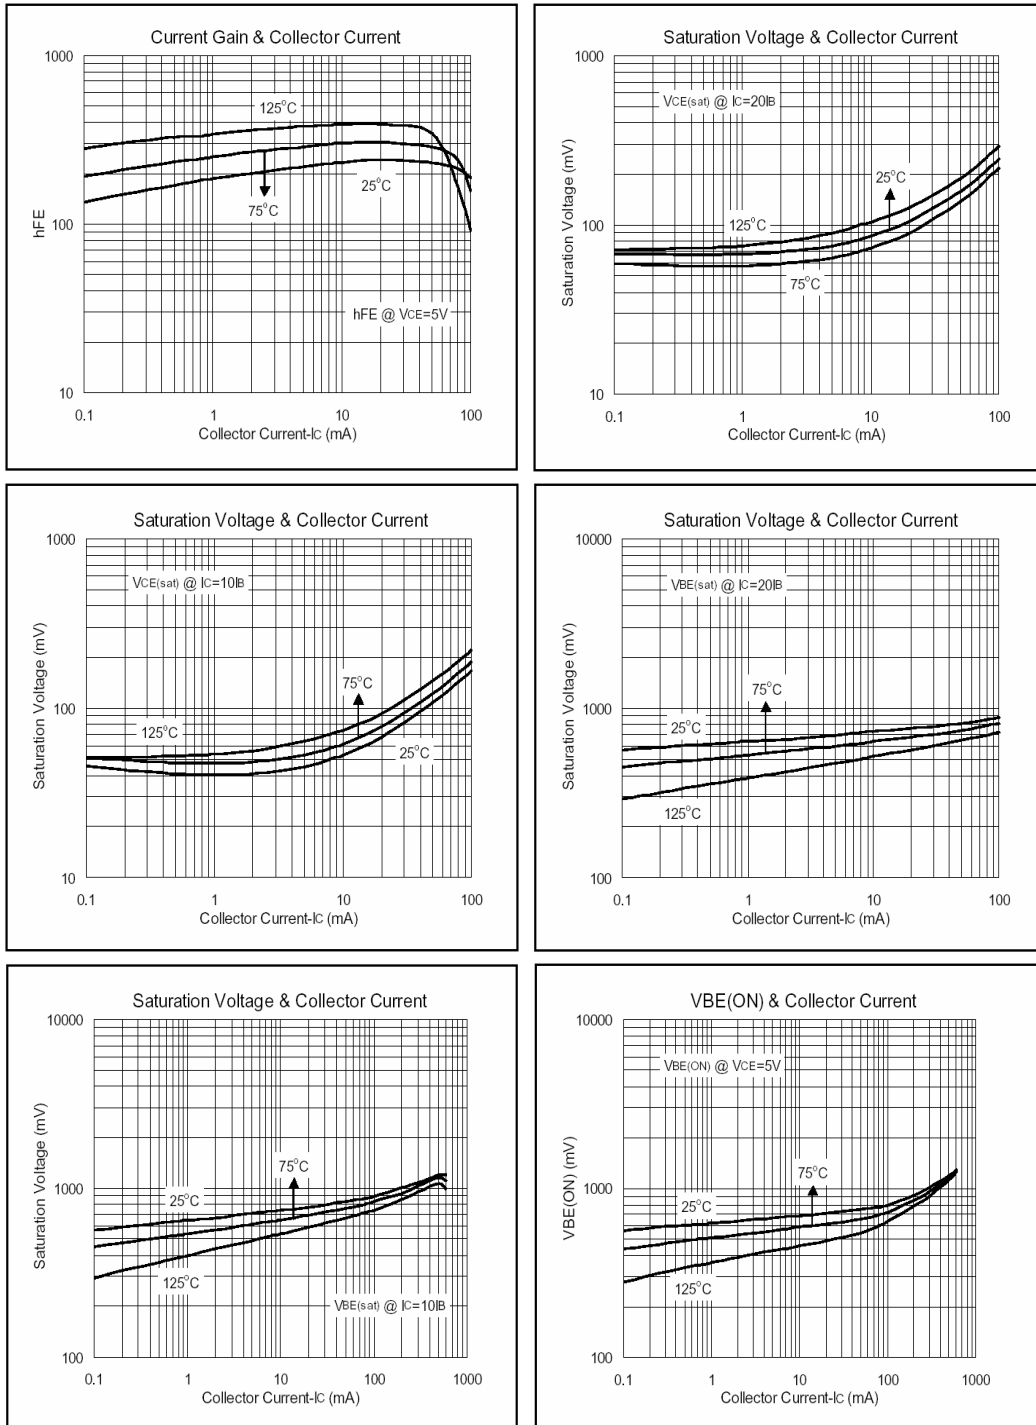 Current Gain & Collector Current
1000
125°C
25°C
75°C
100
hFE
hFE @ VCE=5V
10
0.1 1 10 100
Collector Current-IC (mA)
Saturation Voltage & Collector Current
1000
VCE(sat) @ IC=20IB
25°C
125°C
100
75°C
Saturation Voltage (mV)
10
0.1 1 10 100
Collector Current-IC (mA)
Saturation Voltage & Collector Current
1000
VCE(sat) @ IC=10IB
75°C
100
125°C
25°C
Saturation Voltage (mV)
10
0.1 1 10 100
Collector Current-IC (mA)
Saturation Voltage & Collector Current
10000
VBE(sat) @ IC=20IB
75°C
1000
25°C
125°C
Saturation Voltage (mV)
100
0.1 1 10 100
Collector Current-IC (mA)
Saturation Voltage & Collector Current
10000
75°C
1000
25°C
125°C
VBE(sat) @ IC=10IB
Saturation Voltage (mV)
100
0.1 1 10 100 1000
Collector Current-IC (mA)
VBE(ON) & Collector Current
10000
VBE(ON) @ VCE=5V
75°C
1000
25°C
125°C
VBE(ON) (mV)
100
0.1 1 10 100 1000
Collector Current-IC (mA)